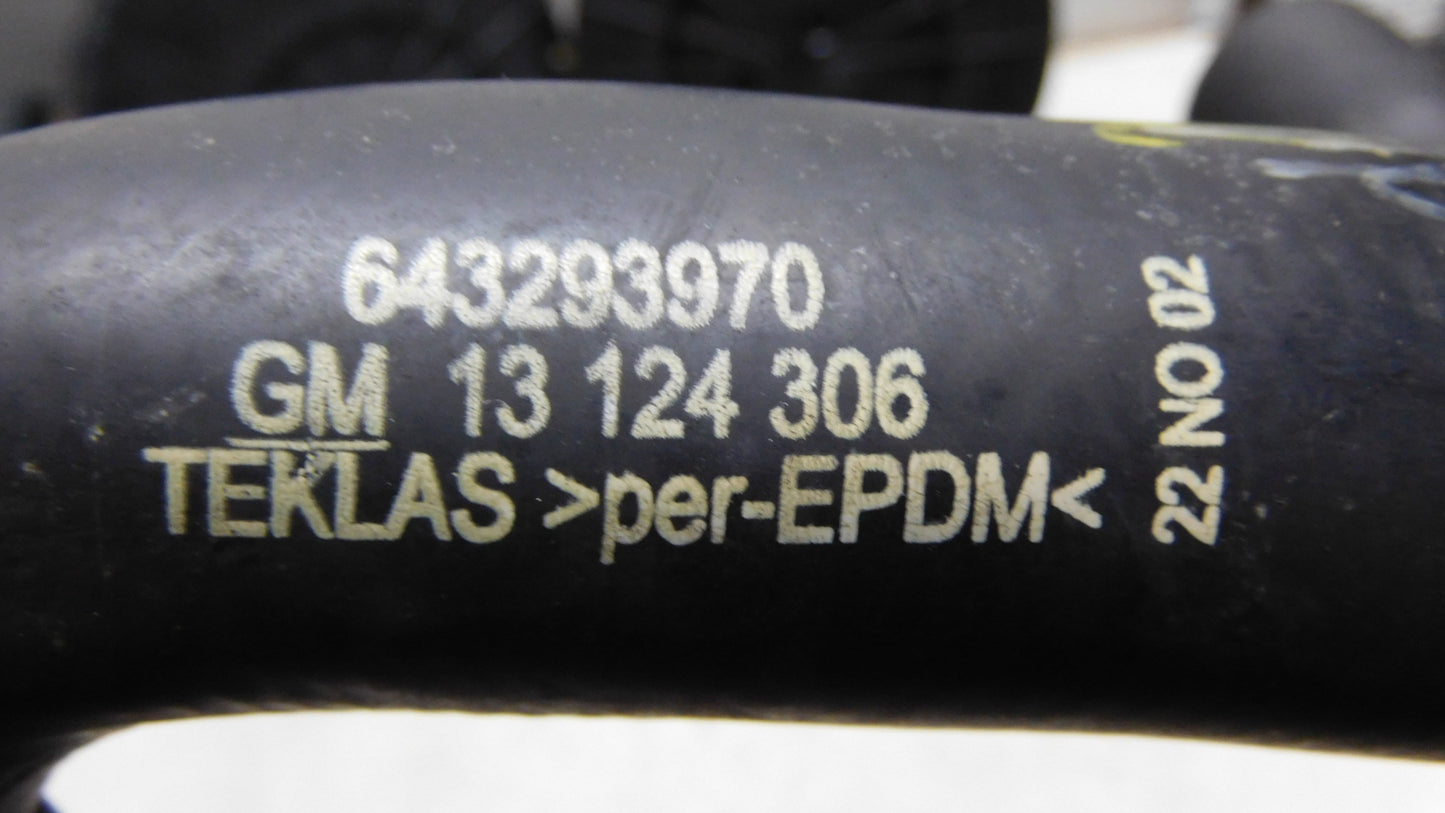 643293970
GM 13 124 306
TEKLAS >per-EPDM<
22 NO 02